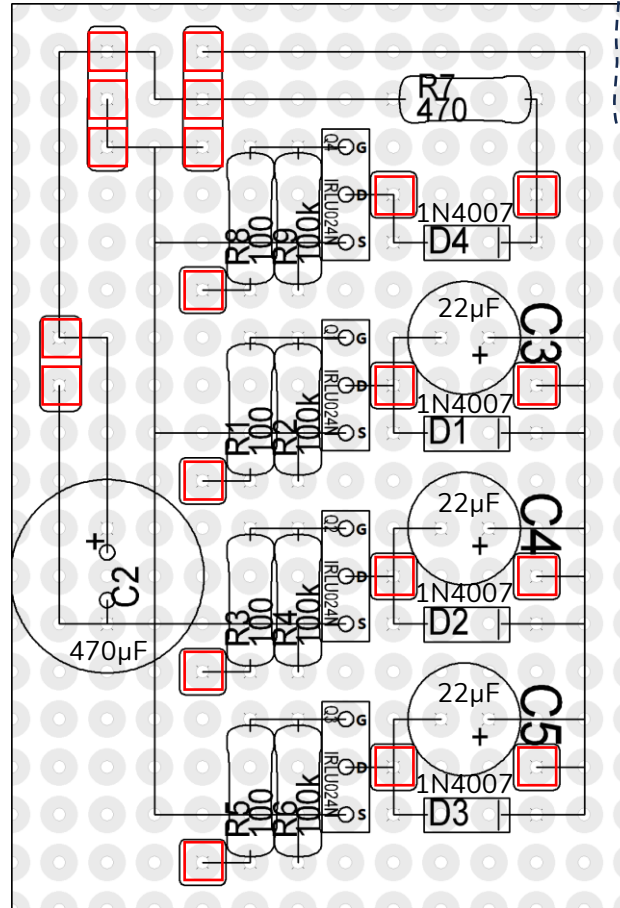 R7
470
Q4
G
IRLU024N
D
S
R8
100
R9
100k
1N4007
D4
22µF
C3
+
Q1
G
IRLU024N
D
S
R1
100
R2
100k
1N4007
D1
22µF
C4
+
Q2
G
IRLU024N
D
S
R3
100
R4
100k
1N4007
D2
+
C2
470µF
22µF
C5
+
Q3
G
IRLU024N
D
S
R5
100
R6
100k
1N4007
D3